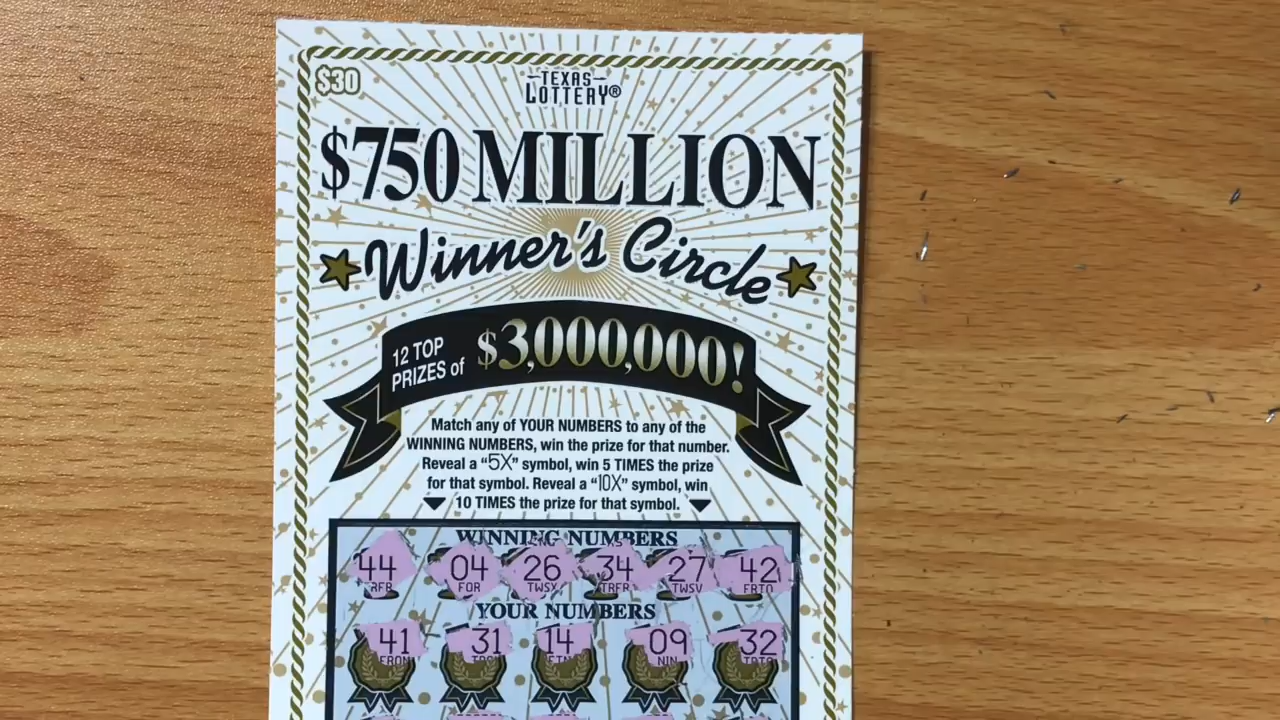 $30
TEXAS
LOTTERY®
$750 MILLION
Winner's Circle
12 TOP
PRIZES of $3,000,000!
Match any of YOUR NUMBERS to any of the
WINNING NUMBERS, win the prize for that number.
Reveal a “5X” symbol, win 5 TIMES the prize
for that symbol. Reveal a “10X” symbol, win
10 TIMES the prize for that symbol.
WINNING NUMBERS
44 04 26 34 27 42
FOR TWSX TRFR TWSV FRTO
YOUR NUMBERS
41 31 14 09 32
NIN